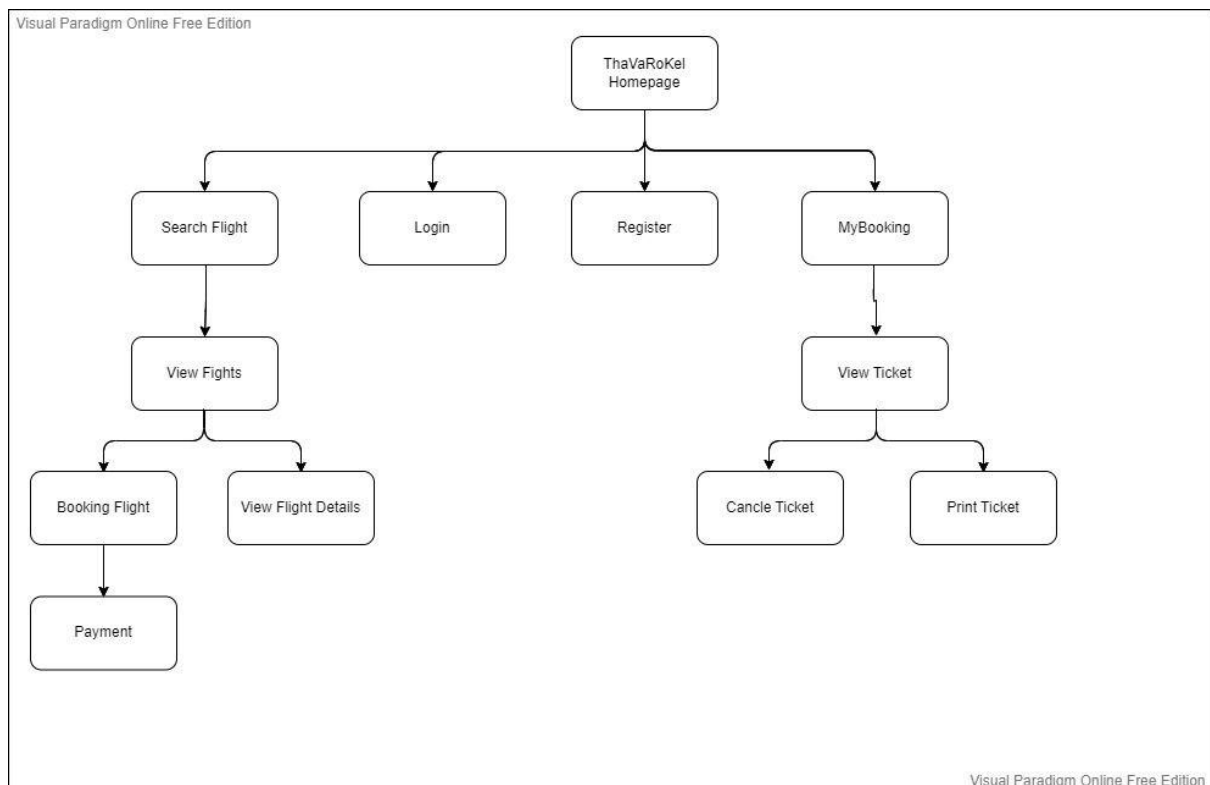 Visual Paradigm Online Free Edition
ThaVaRoKel
Homepage
Search Flight
Login
Register
MyBooking
View Fights
View Ticket
Booking Flight
View Flight Details
Cancle Ticket
Print Ticket
Payment
Visual Paradigm Online Free Edition